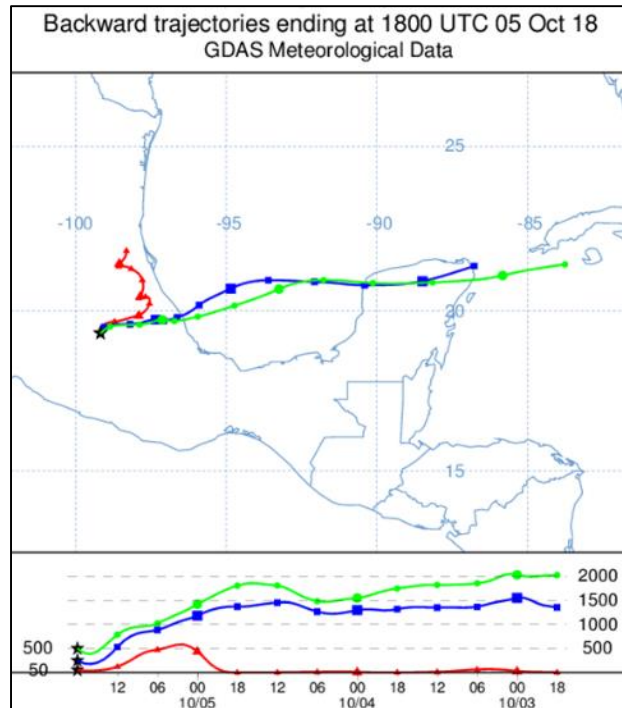 Backward trajectories ending at 1800 UTC 05 Oct 18
GDAS Meteorological Data
25
-100 -95 -90 -85
20
15
2000
1500
1000
500 500
50
12 06 00 18 12 06 00 18 12 06 00 18
10/05 10/04 10/03